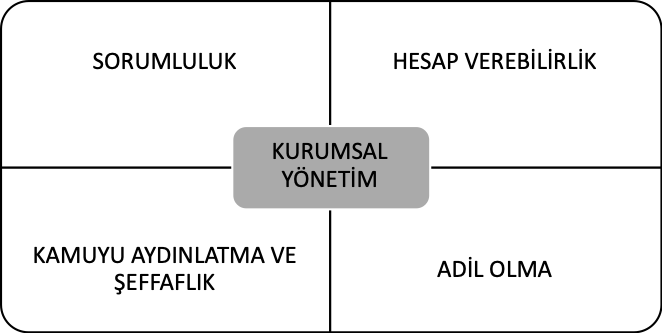 SORUMLULUK
HESAP VEREBİLİRLİK
KURUMSAL
YÖNETİM
KAMUYU AYDINLATMA VE
ŞEFFAFLIK
ADİL OLMA